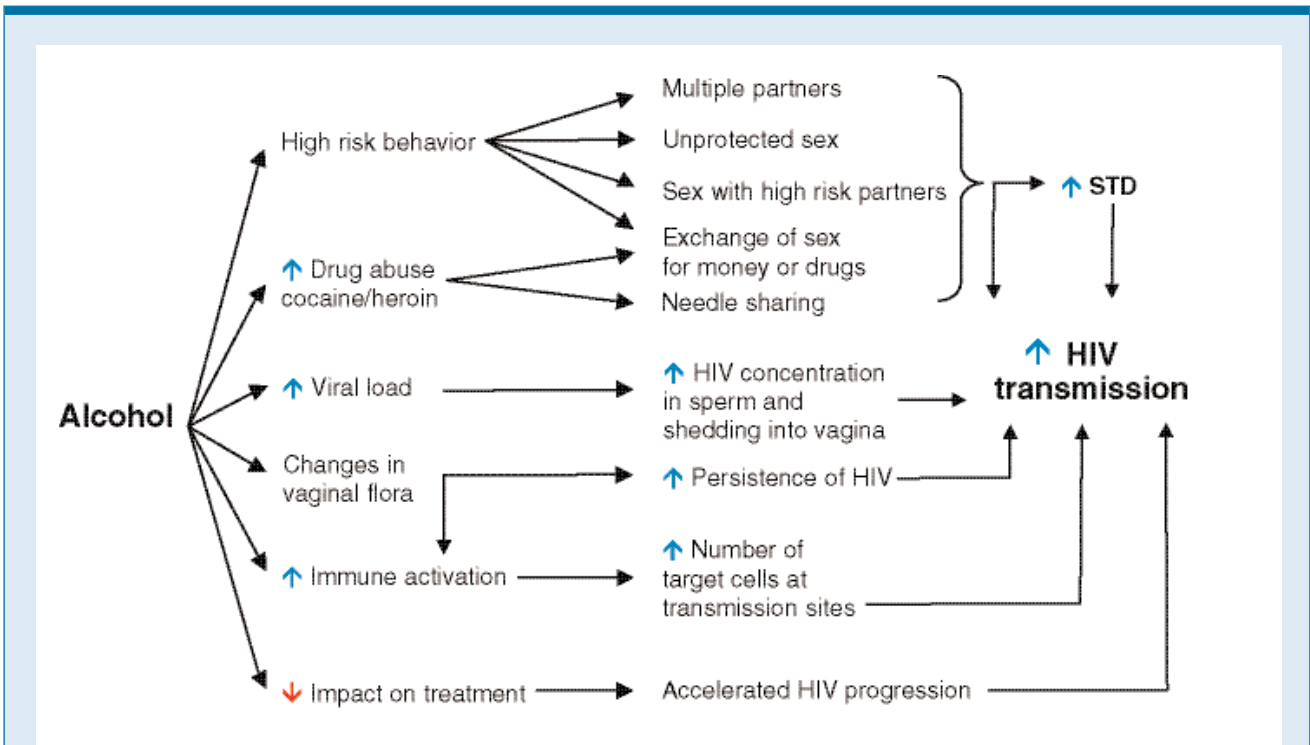 Multiple partners
High risk behavior
Unprotected sex
Sex with high risk partners
↑ STD
Exchange of sex
for money or drugs
↑ Drug abuse
cocaine/heroin
Needle sharing
↑ HIV
transmission
↑ Viral load
↑ HIV concentration
in sperm and
shedding into vagina
Alcohol
Changes in
vaginal flora
↑ Persistence of HIV
↑ Immune activation
↑ Number of
target cells at
transmission sites
↓ Impact on treatment
Accelerated HIV progression